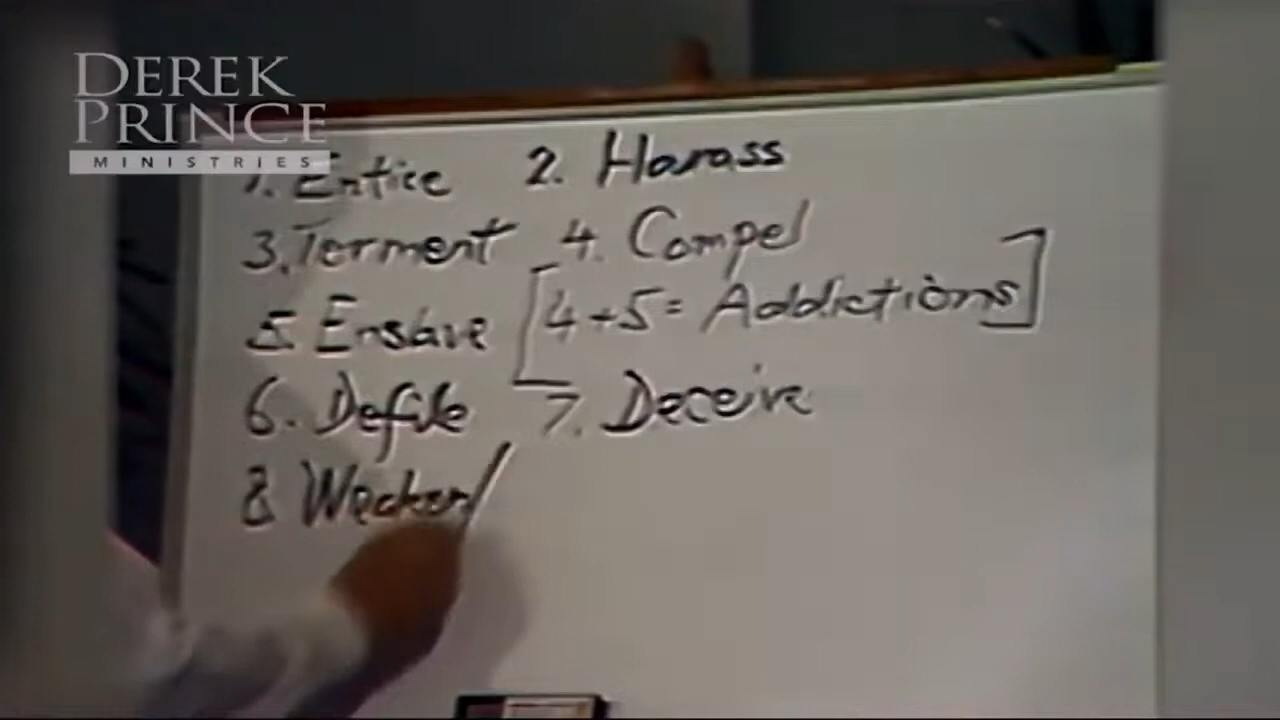 DEREK
PRINCE
MINISTRIES
1. Entice 2. Harass
3. Torment 4. Compel
5. Enslave [4+5= Addictions]
6. Defile 7. Deceive
8. Weaken/